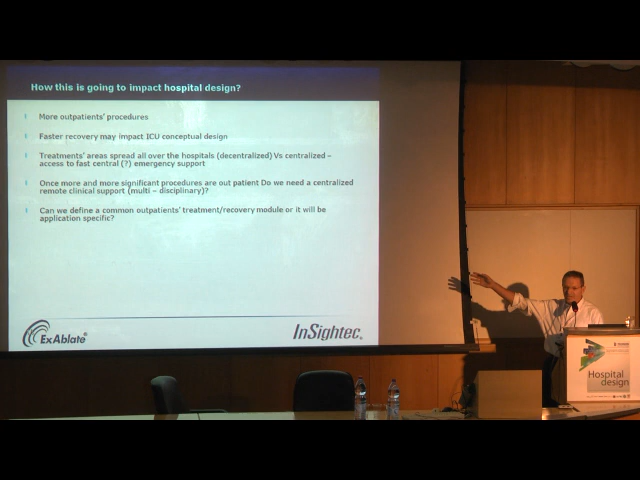 How this is going to impact hospital design?
More outpatients' procedures
Faster recovery may impact ICU conceptual design
Treatments' areas spread all over the hospitals (decentralized) Vs centralized –
access to fast central (?) emergency support
Once more and more significant procedures are out patient Do we need a centralized
remote clinical support (multi – disciplinary)?
Can we define a common outpatients' treatment/recovery module or it will be
application specific?
ExAblate®
InSightec®
Hospital
design